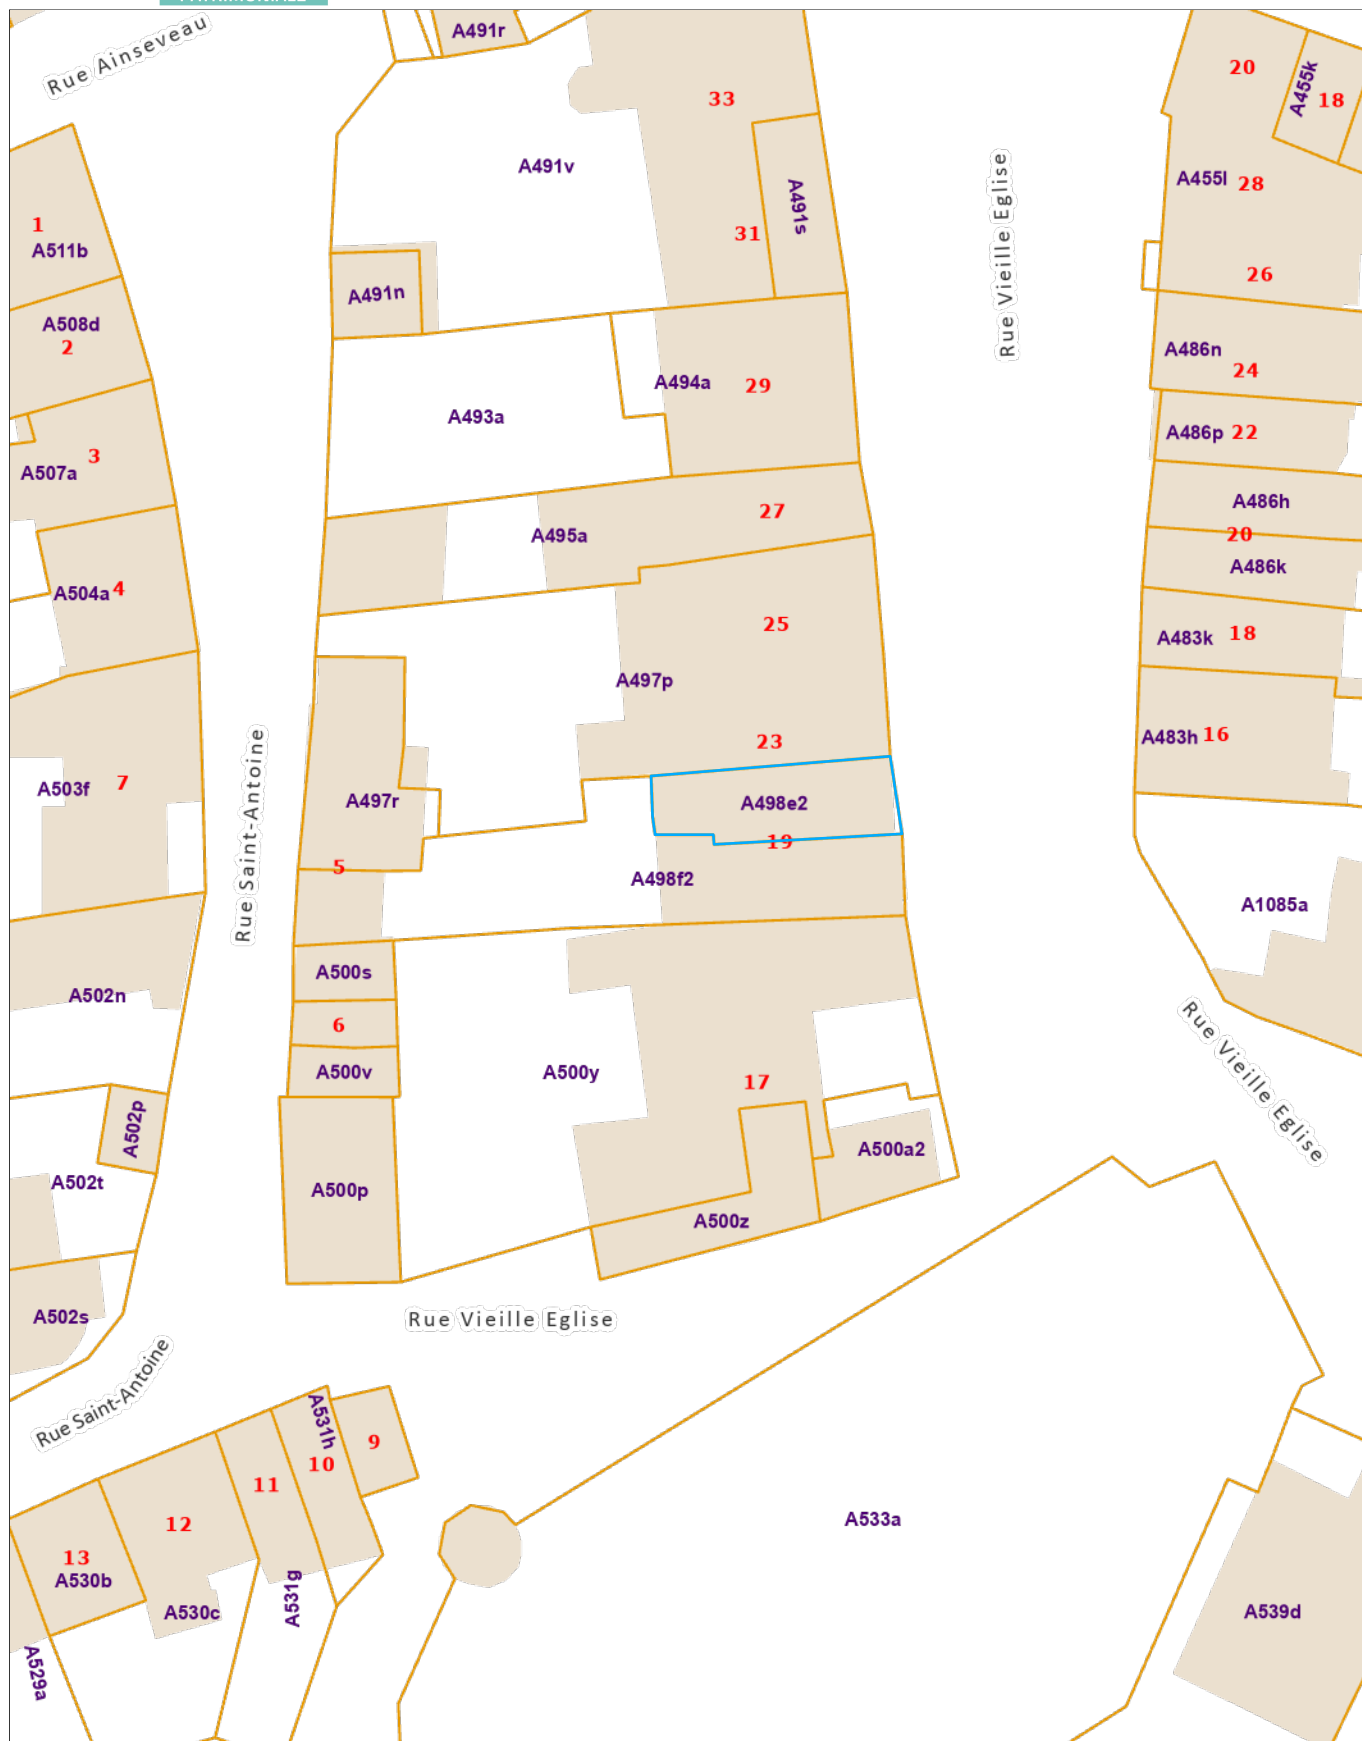 Rue Ainseveau
A491r
33
A491v
A491s
31
A491n
1
A511b
A508d
2
3
A507a
A504a
4
A503f
7
A502n
A502p
A502t
A502s
Rue Saint-Antoine
Rue Saint-Antoine
A494a
29
A493a
27
A495a
25
A497p
23
A497r
A498e2
19
5
A498f2
A500s
6
A500v
A500y
17
A500a2
A500p
A500z
Rue Vieille Eglise
Rue Vieille Eglise
Rue Vieille Eglise
20
A455k
18
A455l
28
26
A486n
24
A486p
22
A486h
20
A486k
A483k
18
A483h
16
A1085a
A531h
9
10
11
12
13
A530b
A530c
A531g
A529a
A533a
A539d